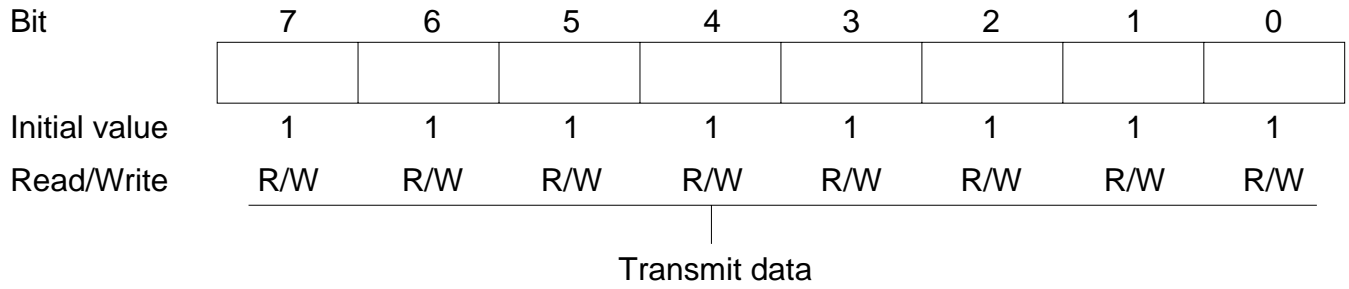 Bit 7 6 5 4 3 2 1 0
Initial value 1 1 1 1 1 1 1 1
Read/Write R/W R/W R/W R/W R/W R/W R/W R/W
Transmit data